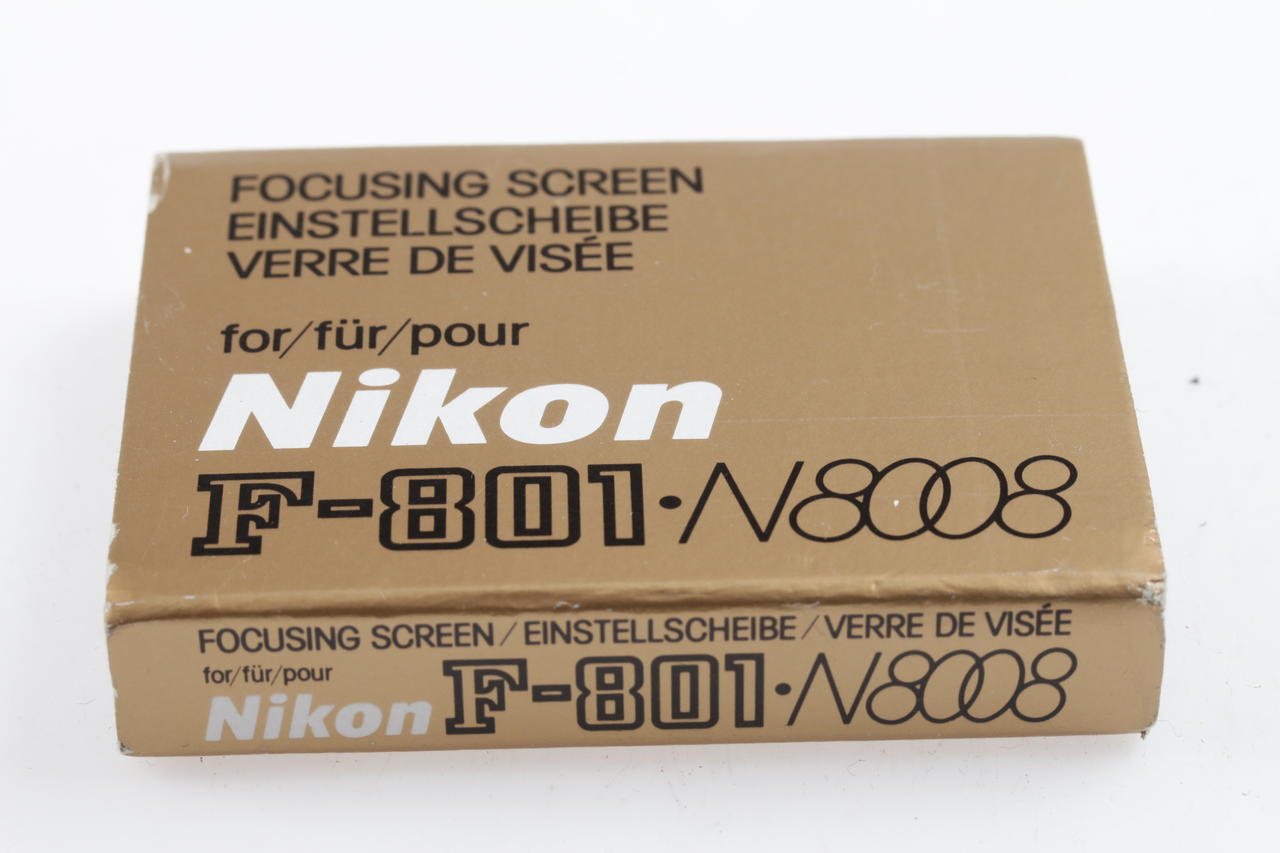 FOCUSING SCREEN
EINSTELLSCHEIBE
VERRE DE VISÉE
for/für/pour
Nikon
F-801·N8008
FOCUSING SCREEN/EINSTELLSCHEIBE/VERRE DE VISÉE
for/für/pour
Nikon F-801·N8008